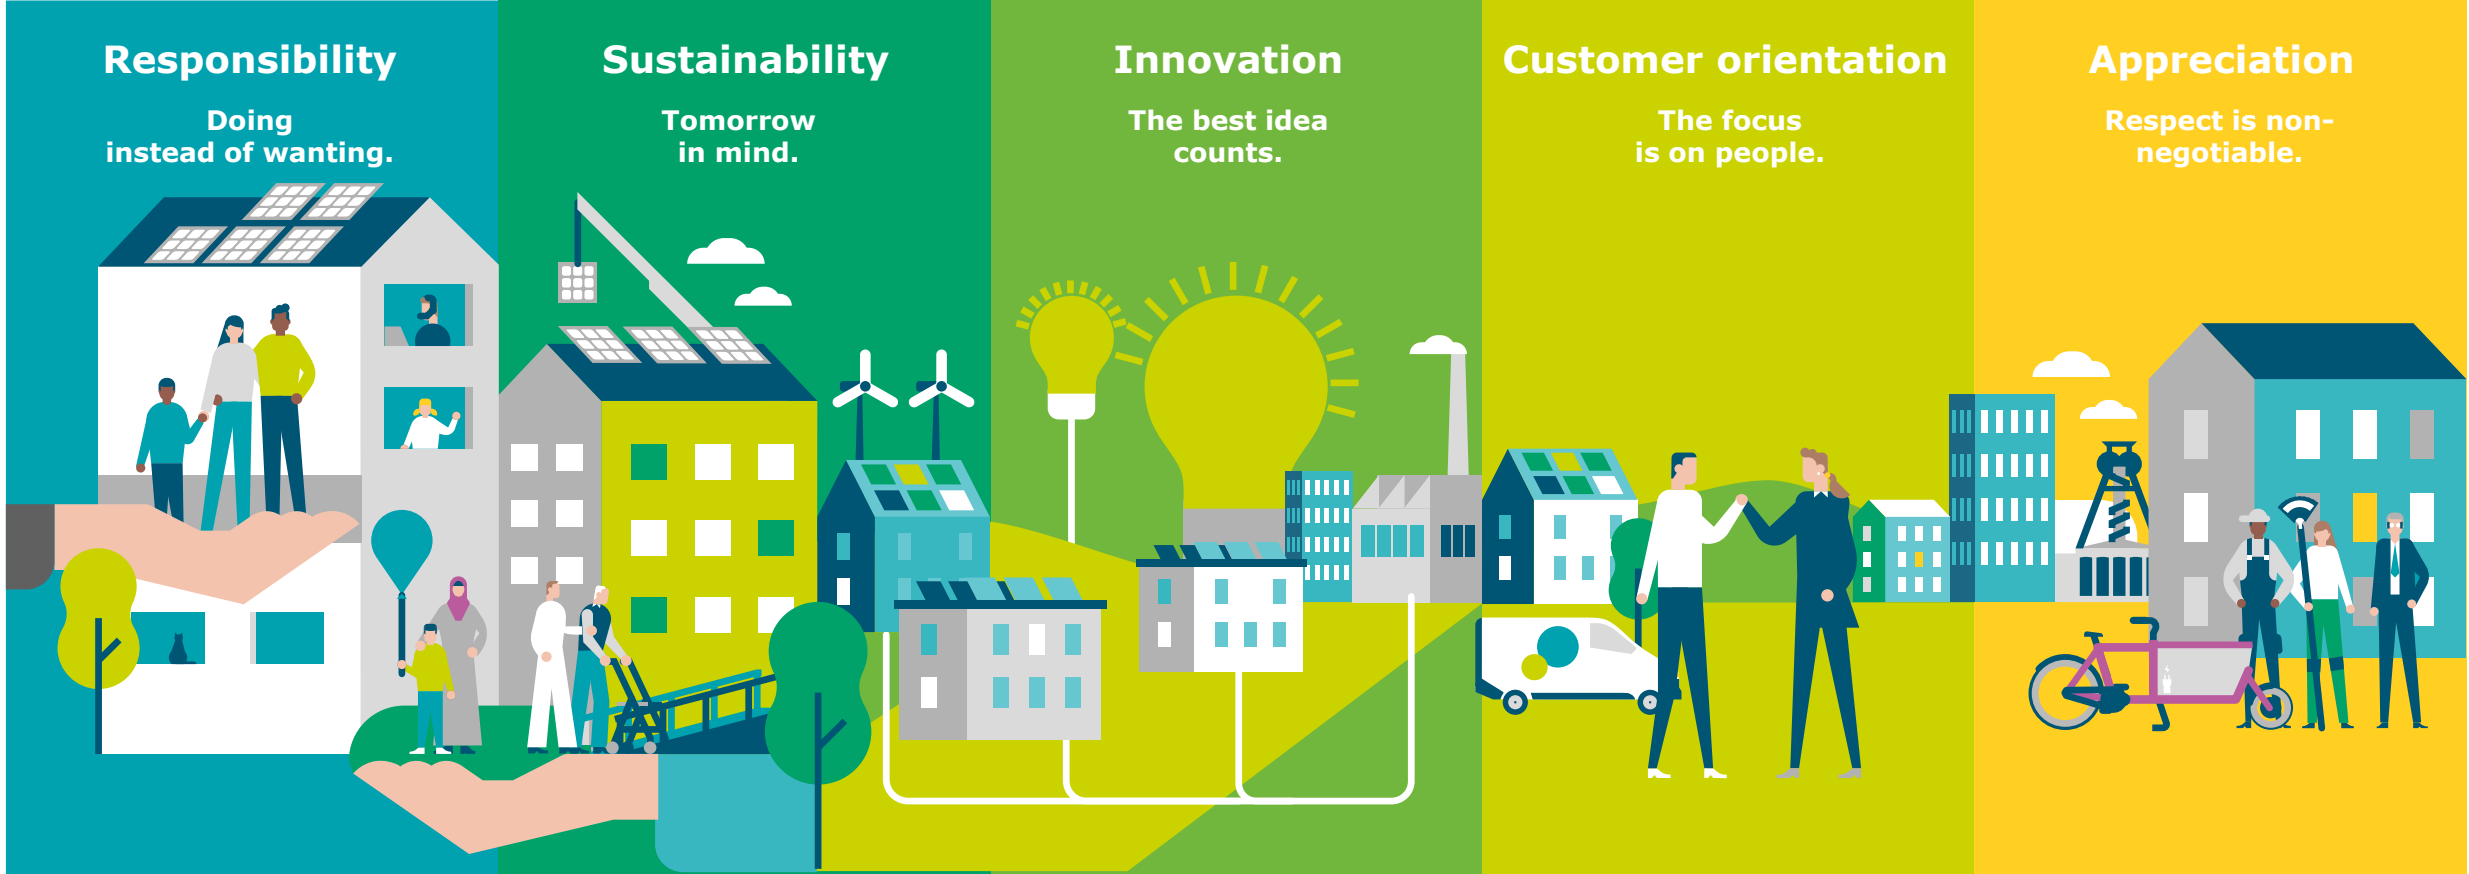 Responsibility
Doing
instead of wanting.
Sustainability
Tomorrow
in mind.
Innovation
The best idea
counts.
Customer orientation
The focus
is on people.
Appreciation
Respect is non-
negotiable.